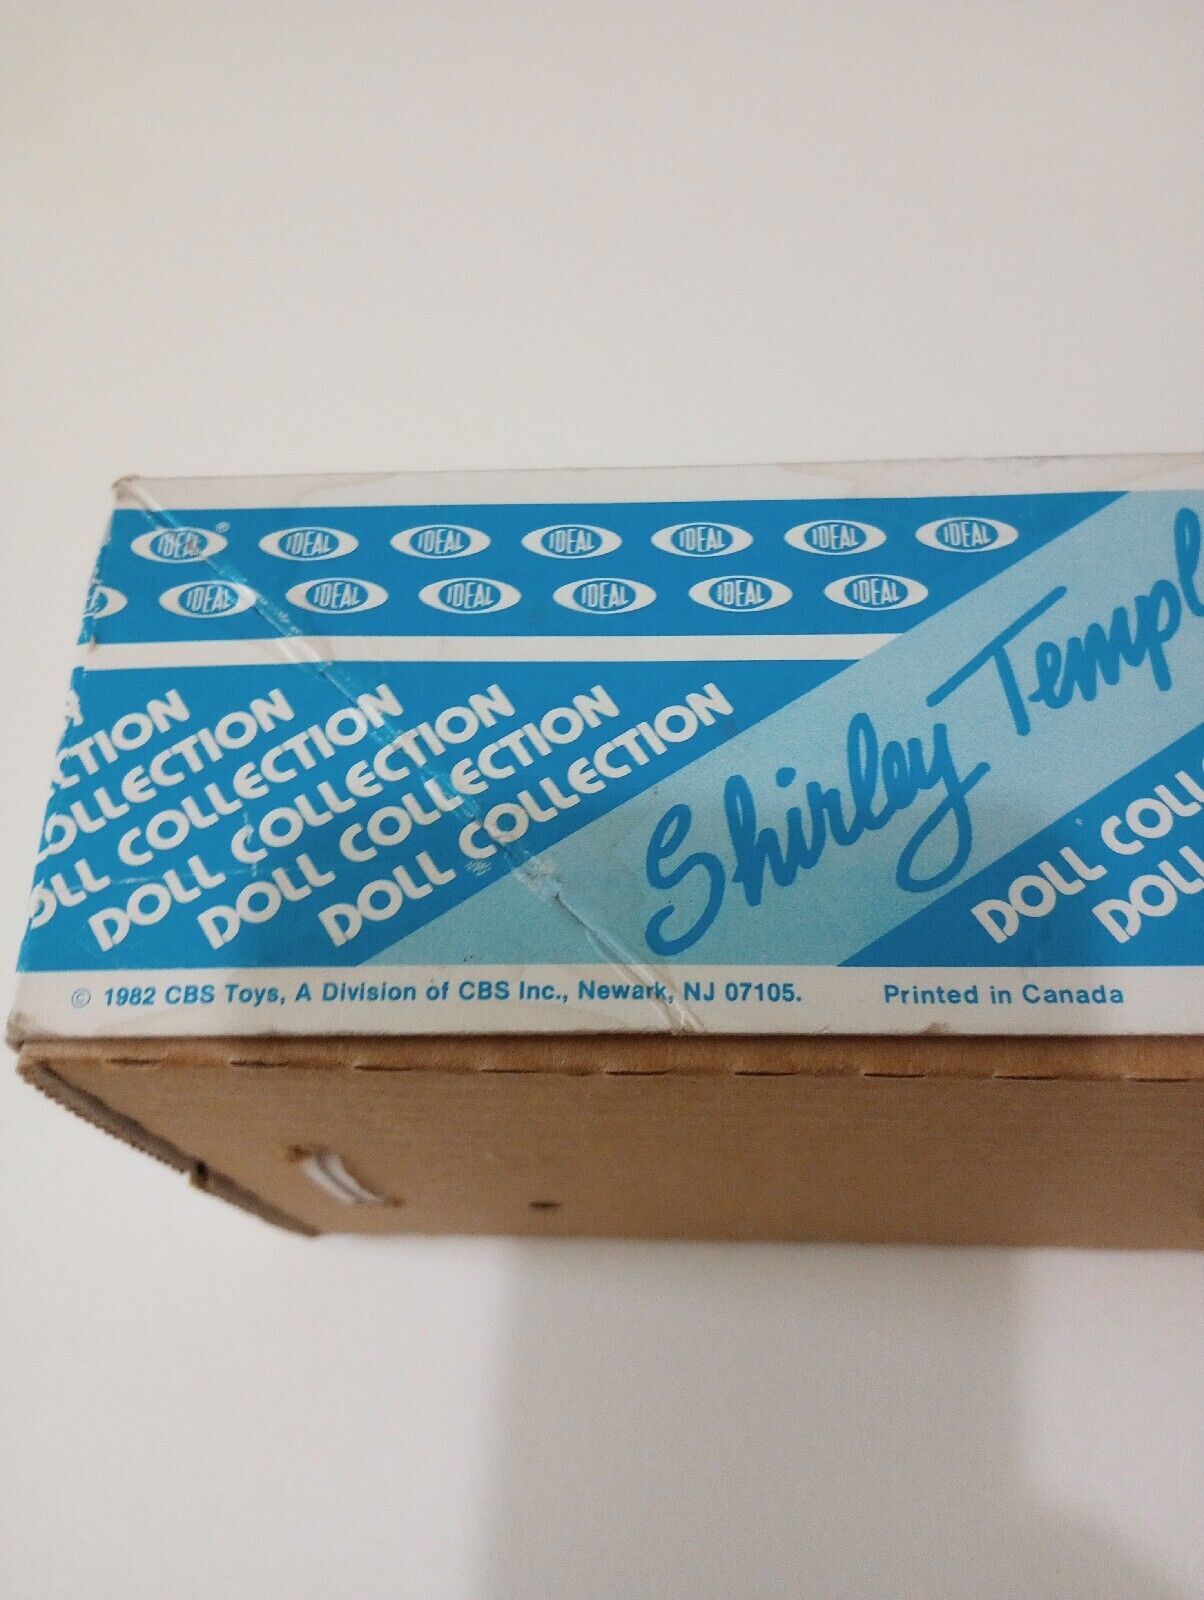 IDEAL® IDEAL IDEAL IDEAL IDEAL IDEAL IDEAL
IDEAL IDEAL IDEAL IDEAL IDEAL IDEAL
CTION
OLLECTION
OLL COLLECTION
DOLL COLLECTION
DOLL COLLECTION
DOLL COLLECTION
Shirley Templ
DOLL COLL
DOLL
© 1982 CBS Toys, A Division of CBS Inc., Newark, NJ 07105. Printed in Canada